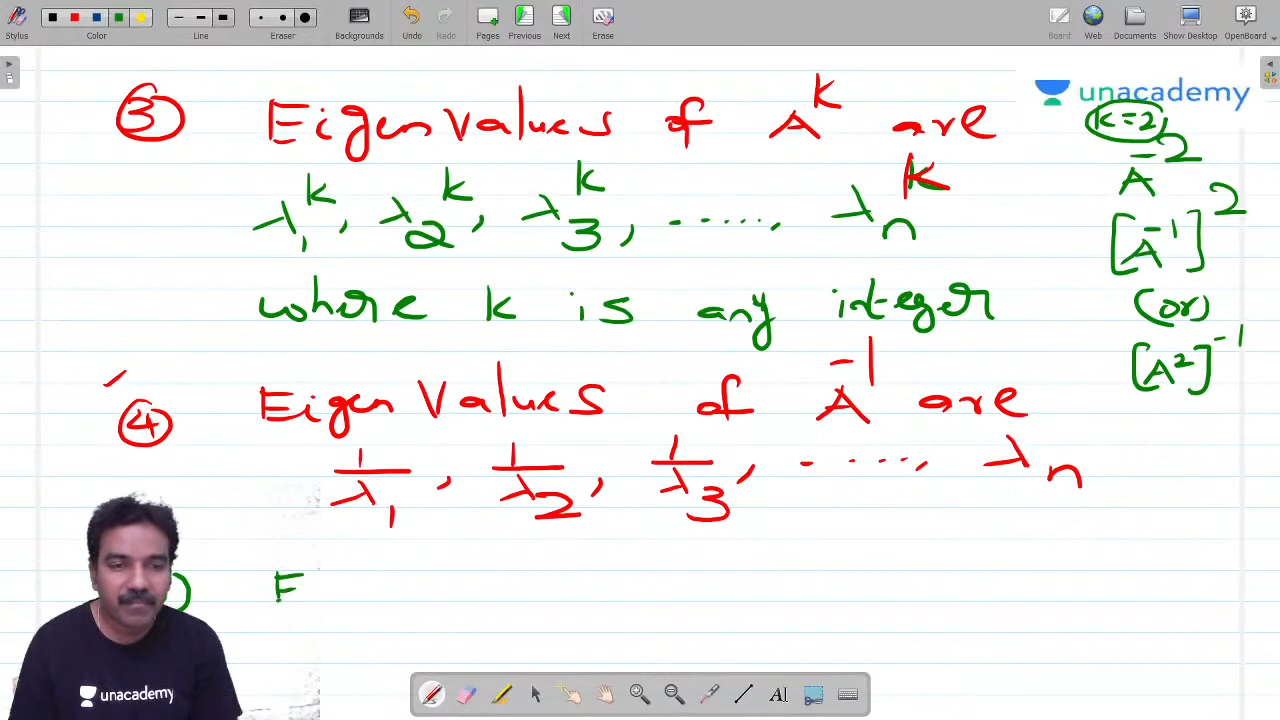 Stylus Color Line Eraser Backgrounds Undo Redo Pages Previous Next Erase Board Web Documents Show Desktop OpenBoard
unacademy
③ Eigen Values of A^k are
λ₁^k, λ₂^k, λ₃^k, ....... λₙ^k
where k is any integer
k=2,
A^-2
[A^-1]^2
(or)
[A^2]^-1
④ Eigen Values of A^-1 are
1/λ₁, 1/λ₂, 1/λ₃, ...... λₙ
) E
unacademy